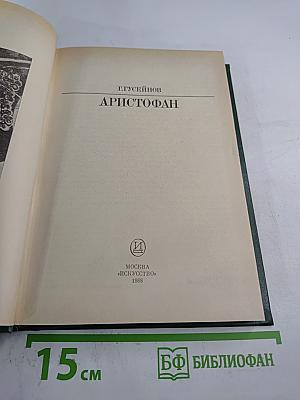 Г.ГУСЕЙНОВ
АРИСТОФАН
И
МОСКВА
«ИСКУССТВО»
1988
15 см
БФ БИБЛИОФАН